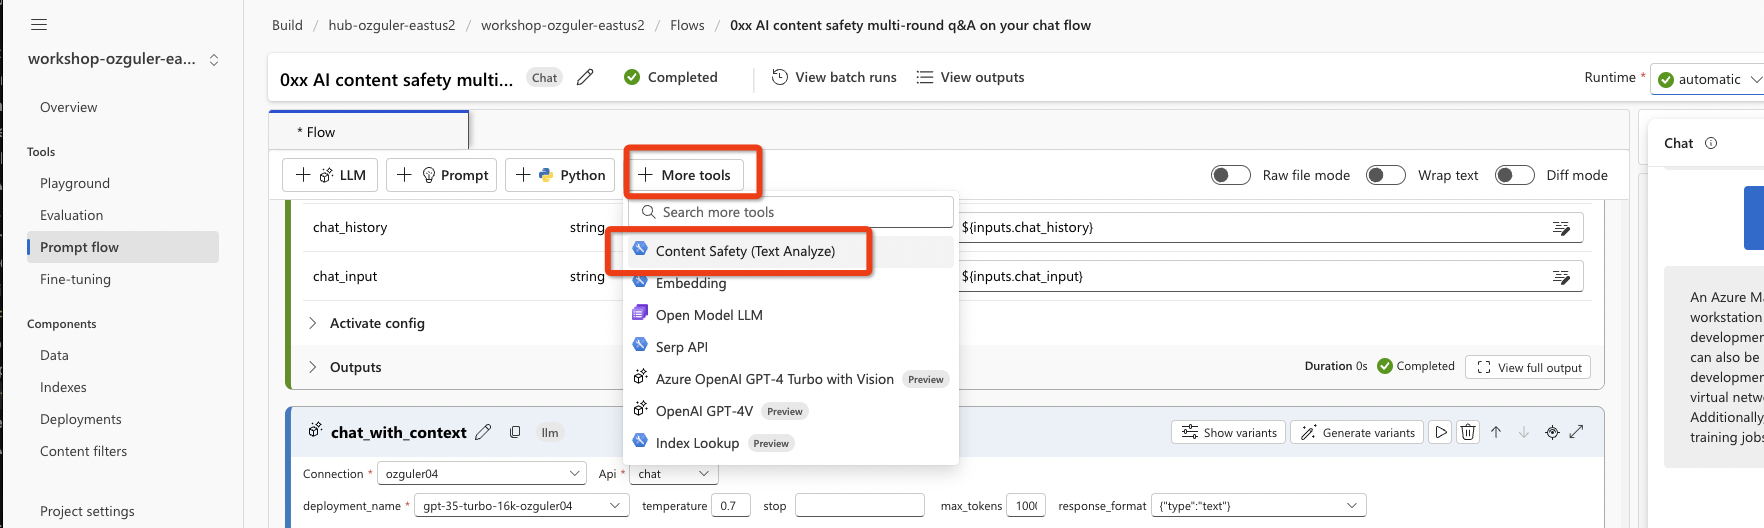 Build / hub-ozguler-eastus2 / workshop-ozguler-eastus2 / Flows / 0xx AI content safety multi-round q&A on your chat flow
workshop-ozguler-ea...
Overview
Tools
Playground
Evaluation
Prompt flow
Fine-tuning
Components
Data
Indexes
Deployments
Content filters
Project settings
0xx AI content safety multi... Chat Completed View batch runs View outputs Runtime * automatic
* Flow
+ LLM + Prompt + Python + More tools Raw file mode Wrap text Diff mode
Search more tools
Content Safety (Text Analyze)
Embedding
Open Model LLM
Serp API
Azure OpenAI GPT-4 Turbo with Vision Preview
OpenAI GPT-4V Preview
Index Lookup Preview
chat_history string ${inputs.chat_history}
chat_input string ${inputs.chat_input}
Activate config
Outputs Duration 0s Completed View full output
chat_with_context llm Show variants Generate variants
Connection * ozguler04 Api * chat
deployment_name * gpt-35-turbo-16k-ozguler04 temperature 0.7 stop max_tokens response_format {"type":"text"}
Chat
An Azure
workstation
development
can also be
development
virtual
Additionally,
training jobs